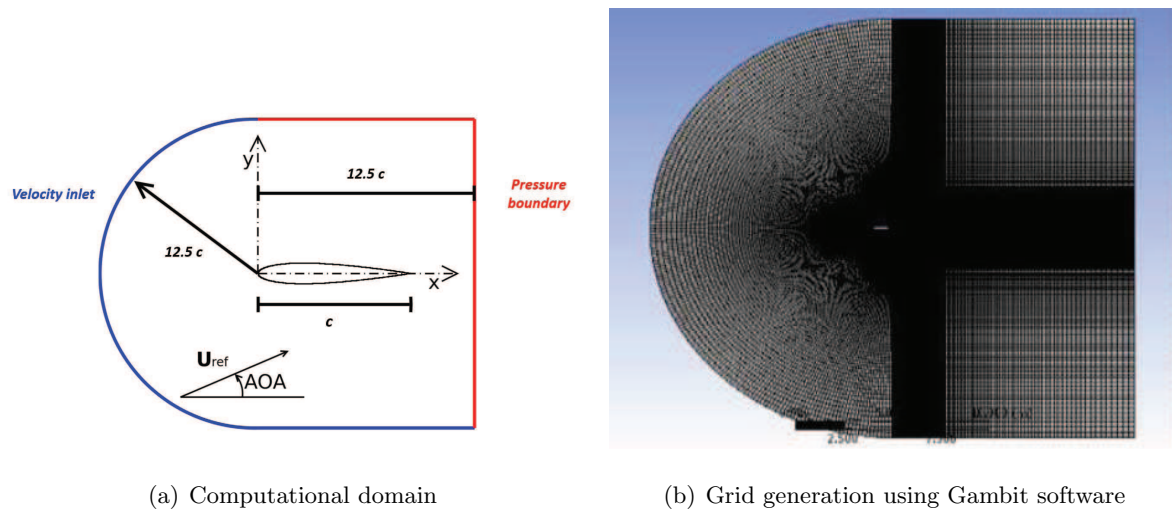 y
12.5 c
Velocity inlet
Pressure
boundary
12.5 c
x
c
Uref
AOA
2.500
7.500
(a) Computational domain
(b) Grid generation using Gambit software